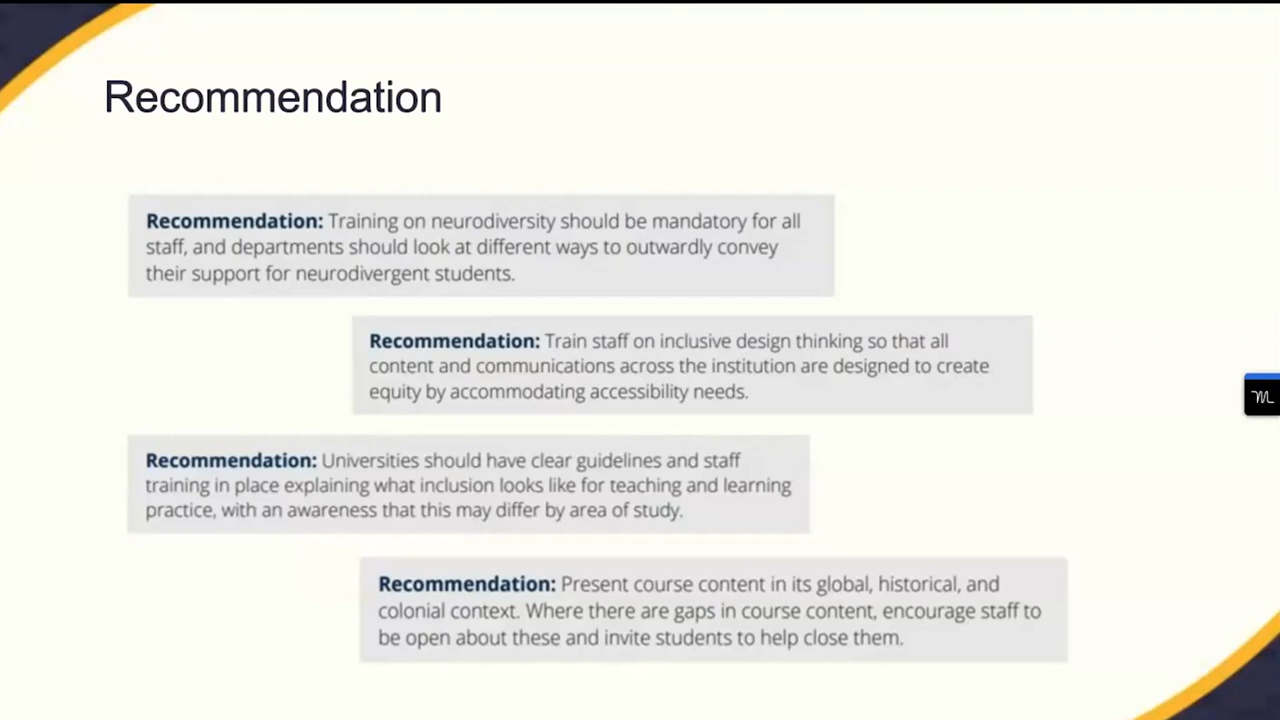 Recommendation
Recommendation: Training on neurodiversity should be mandatory for all
staff, and departments should look at different ways to outwardly convey
their support for neurodivergent students.
Recommendation: Train staff on inclusive design thinking so that all
content and communications across the institution are designed to create
equity by accommodating accessibility needs.
Recommendation: Universities should have clear guidelines and staff
training in place explaining what inclusion looks like for teaching and learning
practice, with an awareness that this may differ by area of study.
Recommendation: Present course content in its global, historical, and
colonial context. Where there are gaps in course content, encourage staff to
be open about these and invite students to help close them.